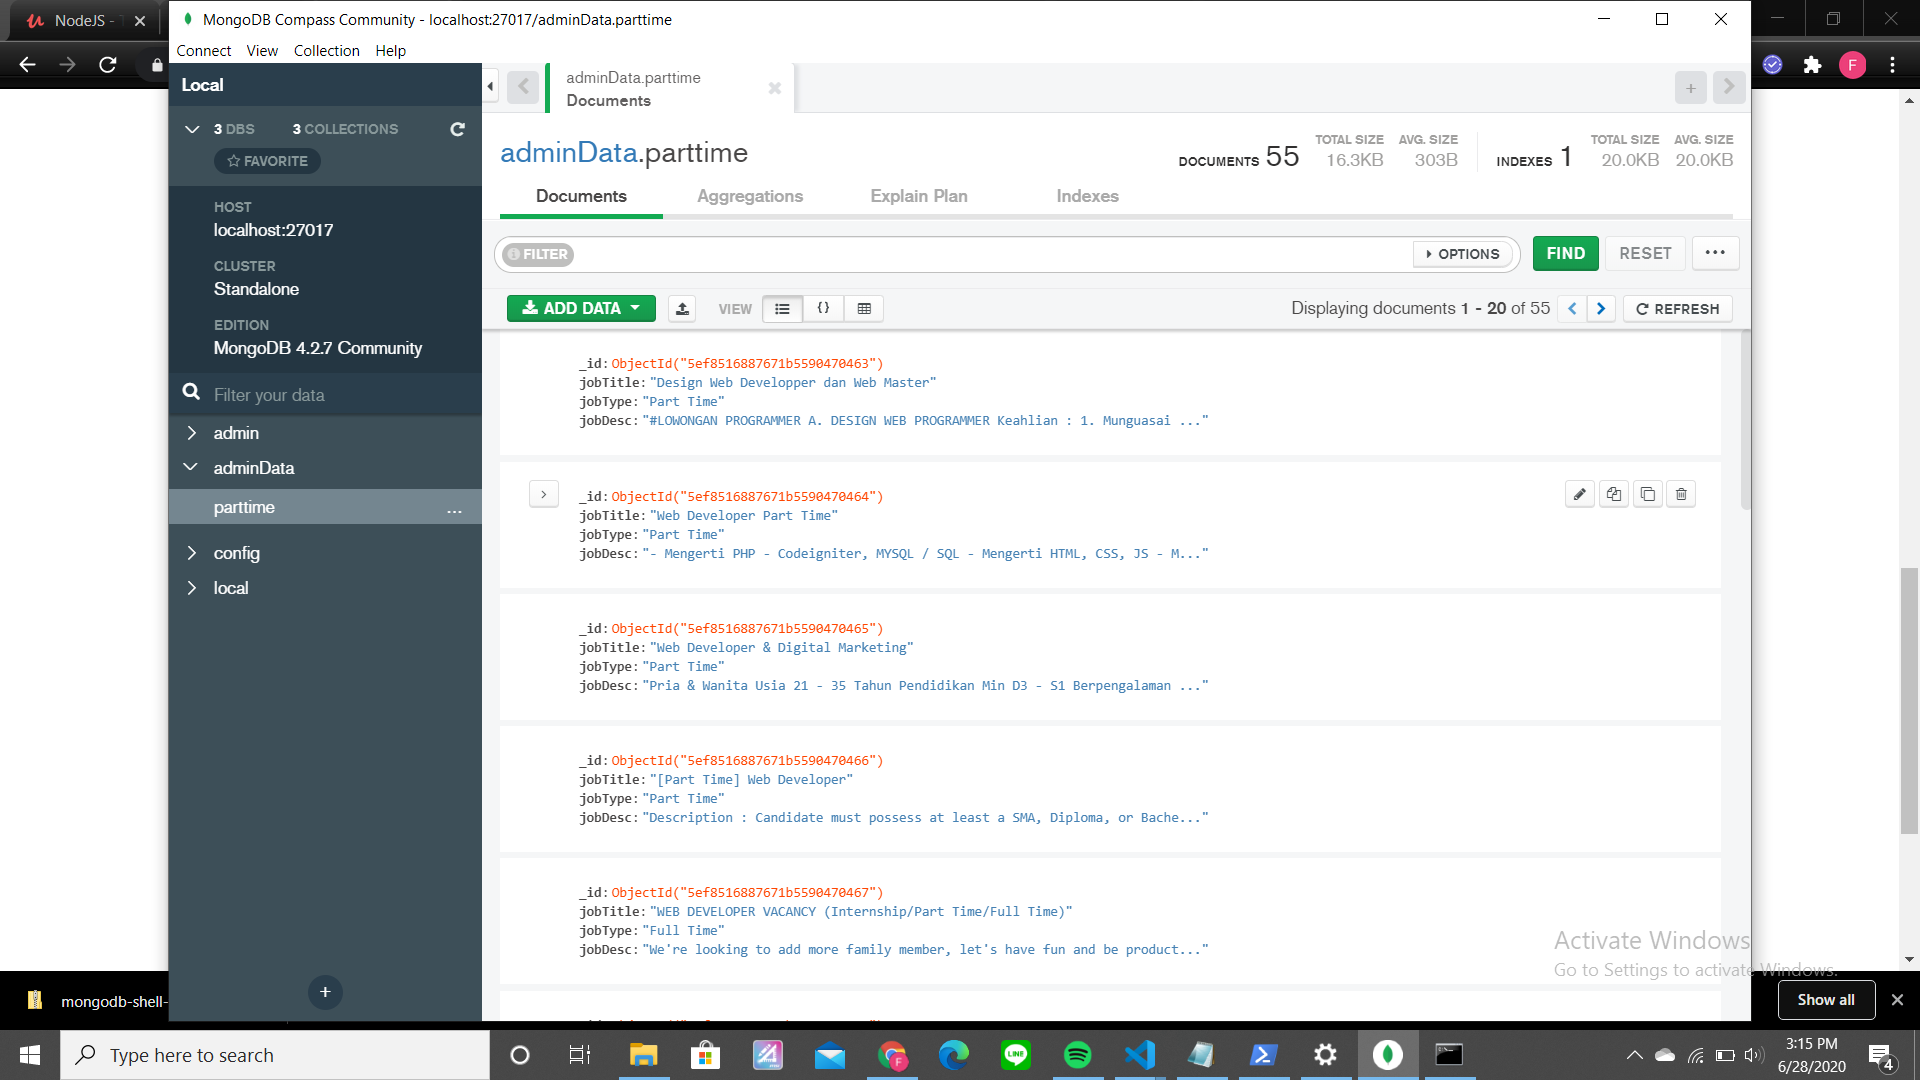 NodeJS - T
MongoDB Compass Community - localhost:27017/adminData.parttime
Connect View Collection Help
Local
3 DBS 3 COLLECTIONS
FAVORITE
HOST
localhost:27017
CLUSTER
Standalone
EDITION
MongoDB 4.2.7 Community
Filter your data
admin
adminData
parttime ...
config
local
+
adminData.parttime
Documents
+
F
adminData.parttime
DOCUMENTS 55
TOTAL SIZE 16.3KB
AVG. SIZE 303B
INDEXES 1
TOTAL SIZE 20.0KB
AVG. SIZE 20.0KB
Documents Aggregations Explain Plan Indexes
FILTER OPTIONS FIND RESET ...
ADD DATA VIEW {} Displaying documents 1 - 20 of 55 REFRESH
_id: ObjectId("5ef8516887671b5590470463")
jobTitle: "Design Web Developper dan Web Master"
jobType: "Part Time"
jobDesc: "#LOWONGAN PROGRAMMER A. DESIGN WEB PROGRAMMER Keahlian : 1. Munguasai ..."
_id: ObjectId("5ef8516887671b5590470464")
jobTitle: "Web Developer Part Time"
jobType: "Part Time"
jobDesc: "- Mengerti PHP - Codeigniter, MYSQL / SQL - Mengerti HTML, CSS, JS - M..."
_id: ObjectId("5ef8516887671b5590470465")
jobTitle: "Web Developer & Digital Marketing"
jobType: "Part Time"
jobDesc: "Pria & Wanita Usia 21 - 35 Tahun Pendidikan Min D3 - S1 Berpengalaman ..."
_id: ObjectId("5ef8516887671b5590470466")
jobTitle: "[Part Time] Web Developer"
jobType: "Part Time"
jobDesc: "Description : Candidate must possess at least a SMA, Diploma, or Bache..."
_id: ObjectId("5ef8516887671b5590470467")
jobTitle: "WEB DEVELOPER VACANCY (Internship/Part Time/Full Time)"
jobType: "Full Time"
jobDesc: "We're looking to add more family member, let's have fun and be product..."
Activate Windows
Go to Settings to activate Windows.
mongodb-shell-
Show all
Type here to search
LINE
F
3:15 PM
6/28/2020
4